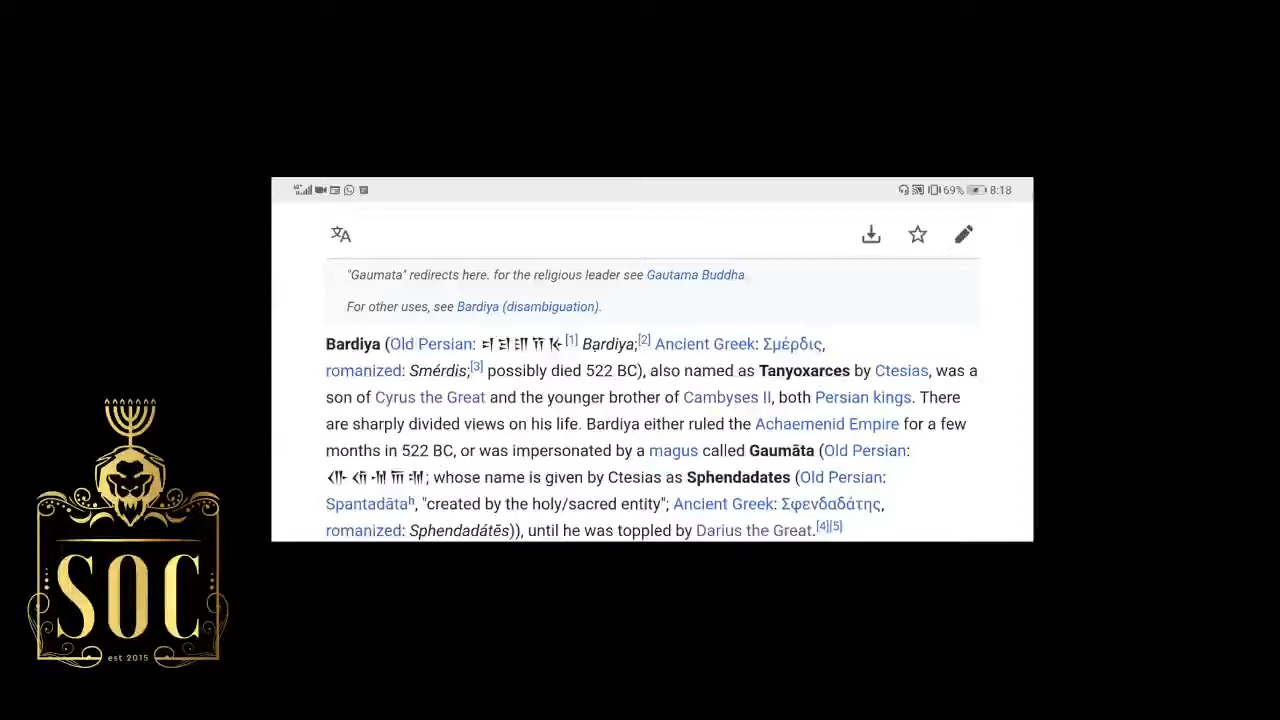 69% 8:18
"Gaumata" redirects here. for the religious leader see Gautama Buddha
For other uses, see Bardiya (disambiguation).
Bardiya (Old Persian: 𐎲𐎼𐎮𐎡𐎹[1] Bạrdiya;[2] Ancient Greek: Σμέρδις,
romanized: Smérdis;[3] possibly died 522 BC), also named as Tanyoxarces by Ctesias, was a
son of Cyrus the Great and the younger brother of Cambyses II, both Persian kings. There
are sharply divided views on his life. Bardiya either ruled the Achaemenid Empire for a few
months in 522 BC, or was impersonated by a magus called Gaumāta (Old Persian:
; whose name is given by Ctesias as Sphendadates (Old Persian:
Spantadātaʰ, "created by the holy/sacred entity"; Ancient Greek: Σφενδαδάτης,
romanized: Sphendadátēs)), until he was toppled by Darius the Great.[4][5]
SOC
est 2015